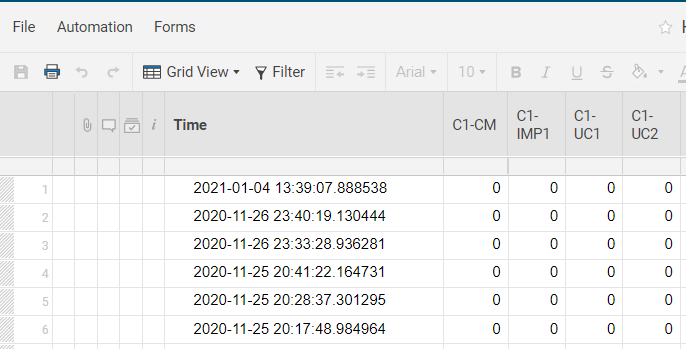 File Automation Forms
Grid View Filter Arial 10 B I U S
i Time C1-CM C1-IMP1 C1-UC1 C1-UC2
1 2021-01-04 13:39:07.888538 0 0 0 0
2 2020-11-26 23:40:19.130444 0 0 0 0
3 2020-11-26 23:33:28.936281 0 0 0 0
4 2020-11-25 20:41:22.164731 0 0 0 0
5 2020-11-25 20:28:37.301295 0 0 0 0
6 2020-11-25 20:17:48.984964 0 0 0 0